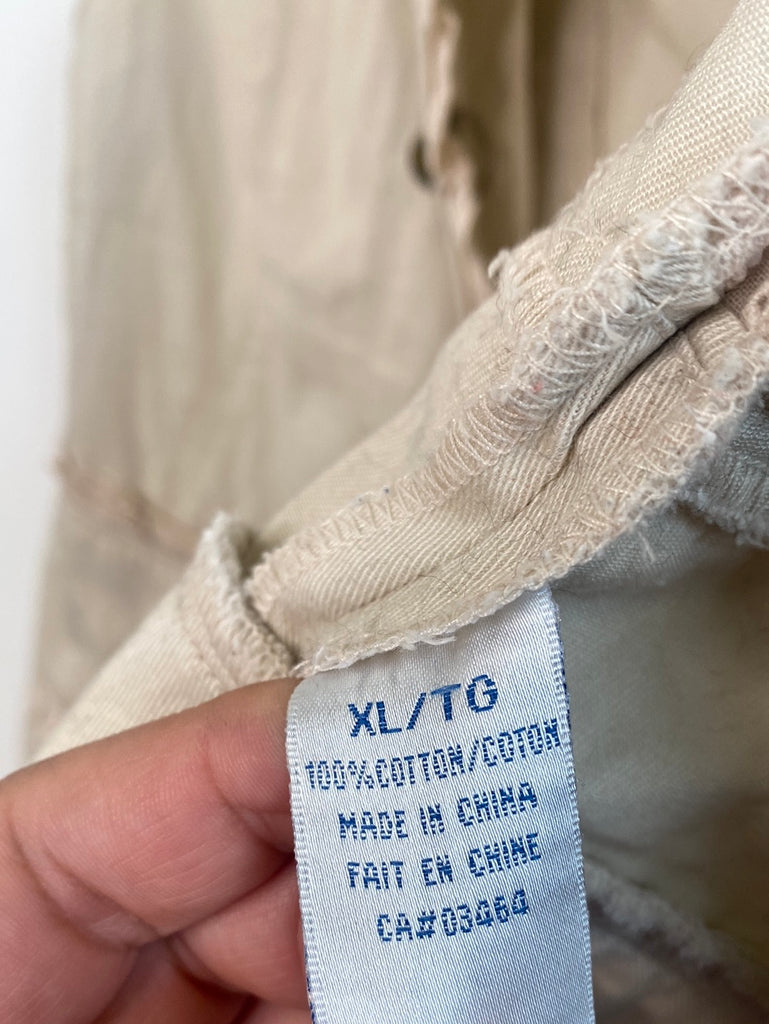 XL/TG
100%COTTON/COTON
MADE IN CHINA
FAIT EN CHINE
CA#03464